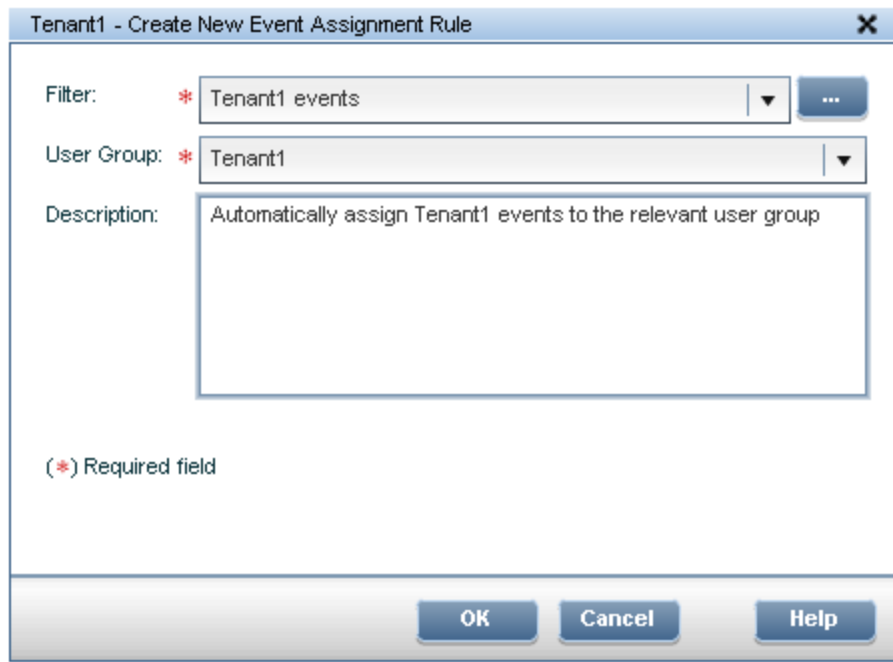 Tenant1 - Create New Event Assignment Rule
Filter: * Tenant1 events ...
User Group: * Tenant1
Description: Automatically assign Tenant1 events to the relevant user group
(*) Required field
OK Cancel Help